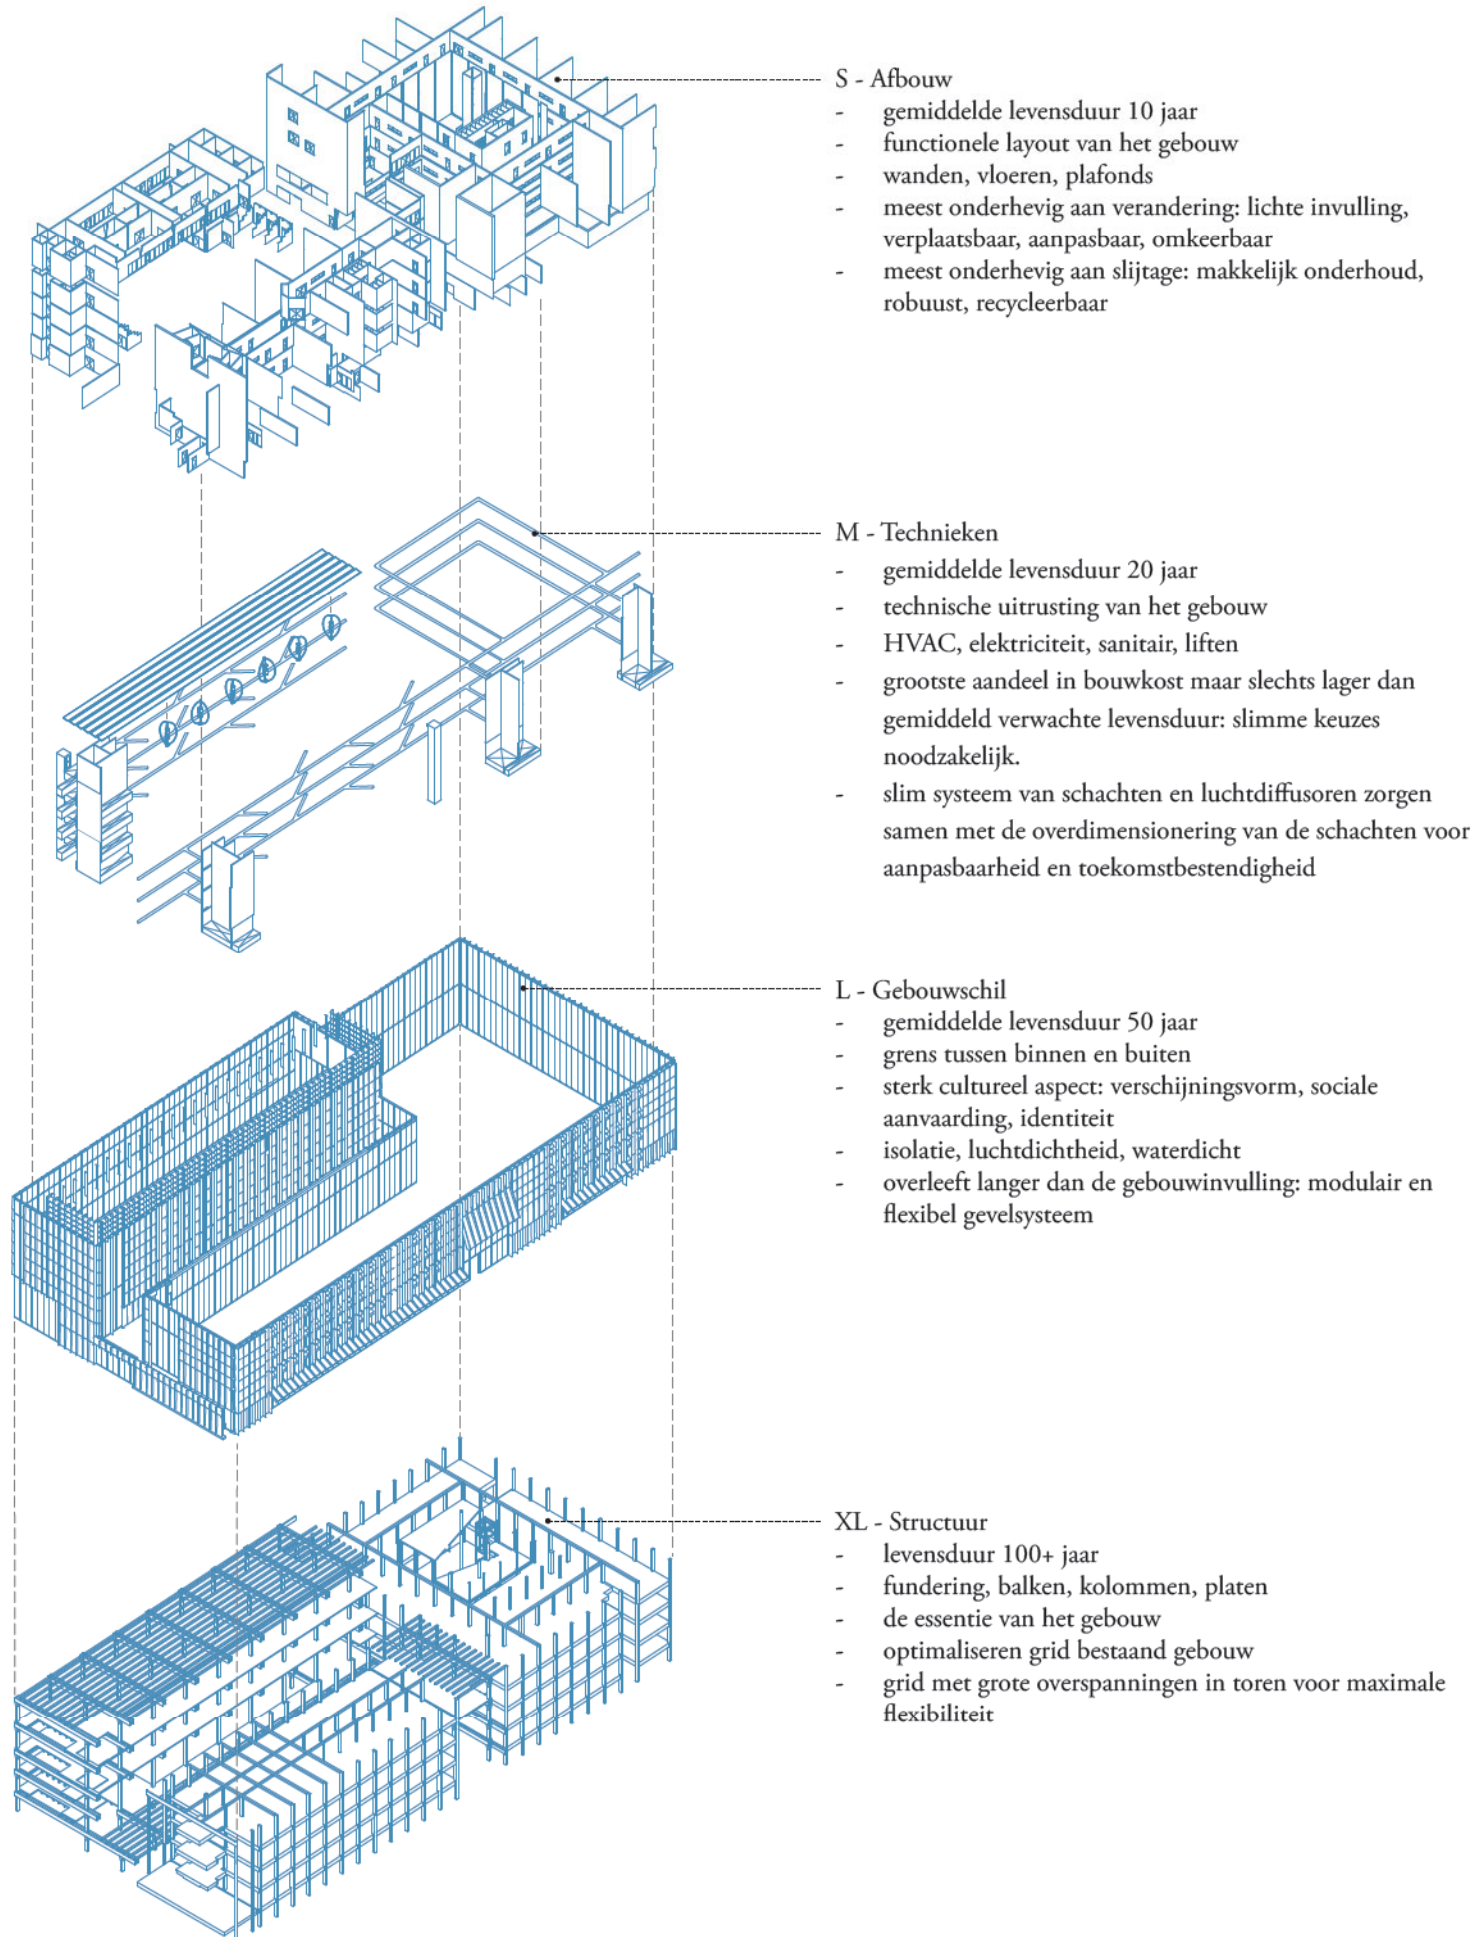 S - Afbouw
- gemiddelde levensduur 10 jaar
- functionele layout van het gebouw
- wanden, vloeren, plafonds
- meest onderhevig aan verandering: lichte invulling,
verplaatsbaar, aanpasbaar, omkeerbaar
- meest onderhevig aan slijtage: makkelijk onderhoud,
robuust, recycleerbaar
M - Technieken
- gemiddelde levensduur 20 jaar
- technische uitrusting van het gebouw
- HVAC, elektriciteit, sanitair, liften
- grootste aandeel in bouwkost maar slechts lager dan
gemiddeld verwachte levensduur: slimme keuzes
noodzakelijk.
- slim systeem van schachten en luchtdiffusoren zorgen
samen met de overdimensionering van de schachten voor
aanpasbaarheid en toekomstbestendigheid
L - Gebouwschil
- gemiddelde levensduur 50 jaar
- grens tussen binnen en buiten
- sterk cultureel aspect: verschijningsvorm, sociale
aanvaarding, identiteit
- isolatie, luchtdichtheid, waterdicht
- overleeft langer dan de gebouwinvulling: modulair en
flexibel gevelsysteem
XL - Structuur
- levensduur 100+ jaar
- fundering, balken, kolommen, platen
- de essentie van het gebouw
- optimaliseren grid bestaand gebouw
- grid met grote overspanningen in toren voor maximale
flexibiliteit